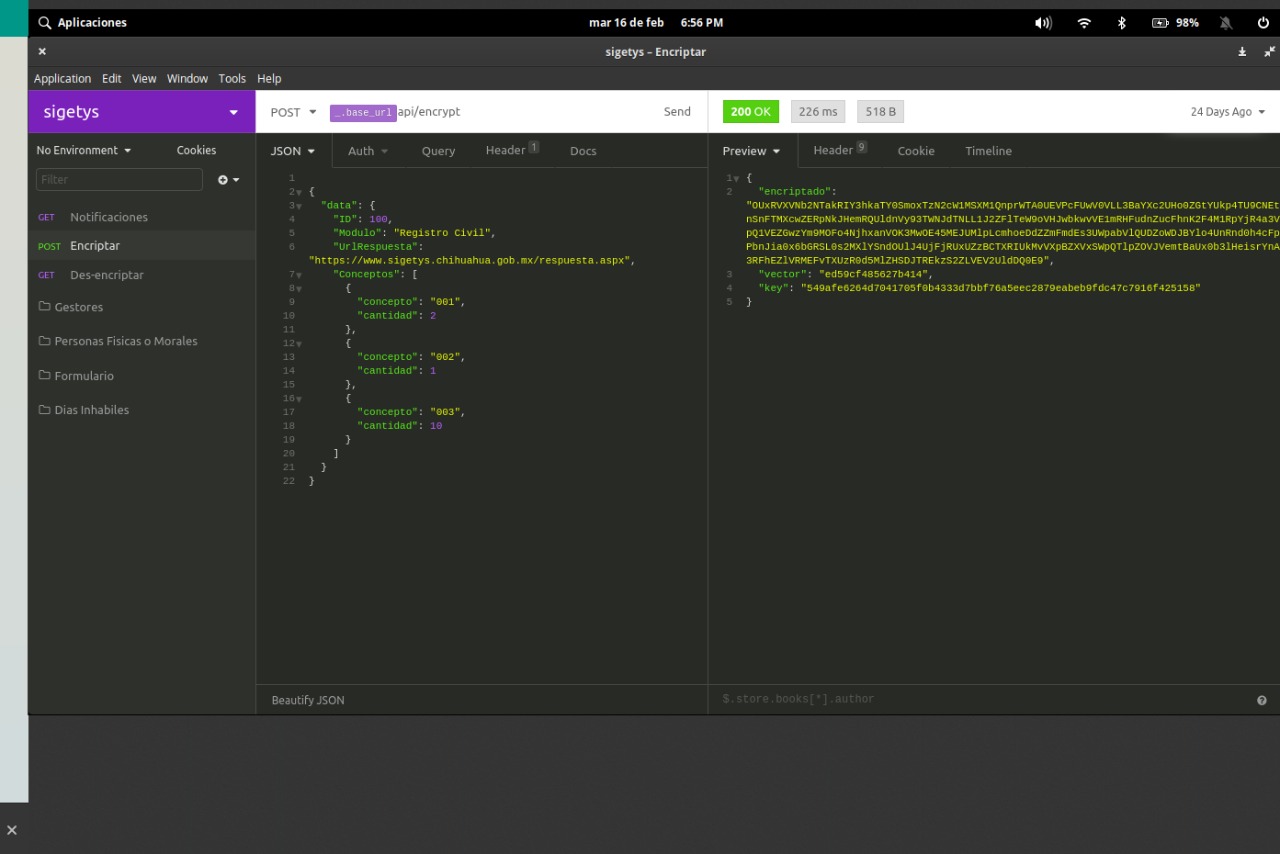 Aplicaciones
mar 16 de feb 6:56 PM
98%
sigetys – Encriptar
Application Edit View Window Tools Help
sigetys
POST _.base_url api/encrypt Send
200 OK 226 ms 518 B 24 Days Ago
No Environment Cookies
Filter
GET Notificaciones
POST Encriptar
GET Des-encriptar
Gestores
Personas Fisicas o Morales
Formulario
Dias Inhabiles
JSON Auth Query Header 1 Docs
1
2 {
3 "data": {
4 "ID": 100,
5 "Modulo": "Registro Civil",
6 "UrlRespuesta":
"https://www.sigetys.chihuahua.gob.mx/respuesta.aspx",
7 "Conceptos": [
8 {
9 "concepto": "001",
10 "cantidad": 2
11 },
12 {
13 "concepto": "002",
14 "cantidad": 1
15 },
16 {
17 "concepto": "003",
18 "cantidad": 10
19 }
20 ]
21 }
22 }
Beautify JSON
Preview Header 9 Cookie Timeline
1 {
2 "encriptado":
3 "vector": "ed59cf485627b414",
4 "key": "549afe6264d7041705f0b4333d7bbf76a5eec2879eabeb9fdc47c7916f425158"
5 }
$.store.books[*].author